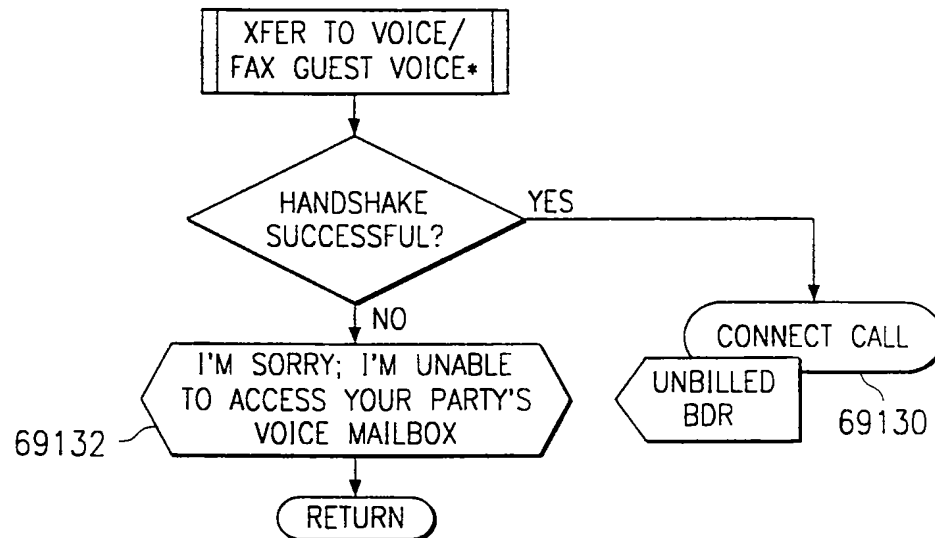 XFER TO VOICE/
FAX GUEST VOICE*
HANDSHAKE
SUCCESSFUL?
YES
NO
CONNECT CALL
UNBILLED
BDR
69130
I'M SORRY; I'M UNABLE
TO ACCESS YOUR PARTY'S
VOICE MAILBOX
69132
RETURN